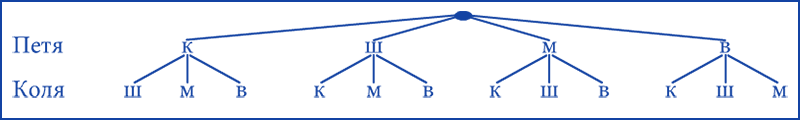 Петя к ш м в
Коля ш м в к м в к ш в к ш м